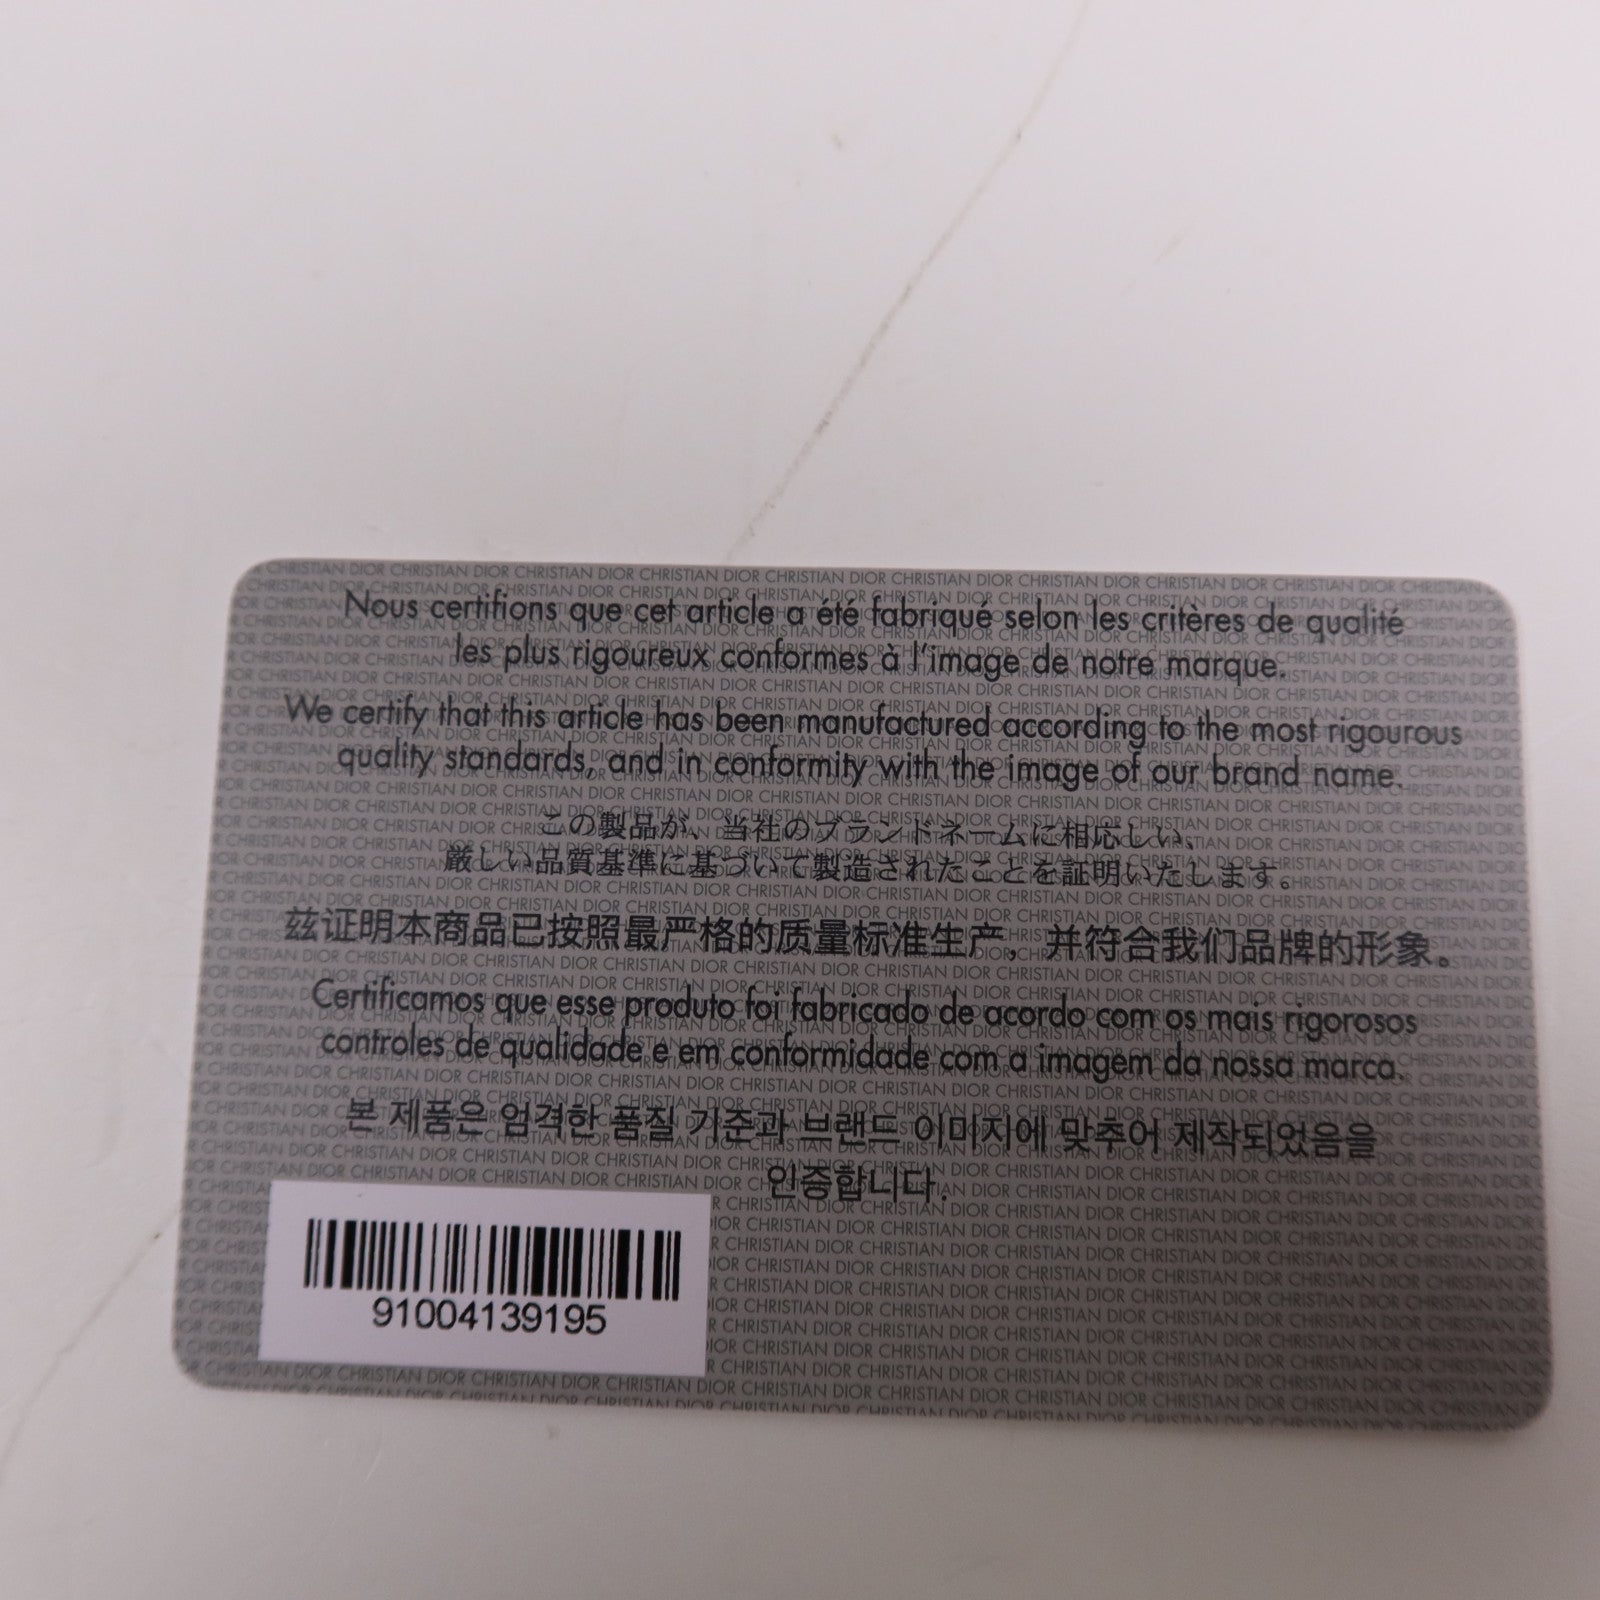 Nous certifions que cet article a été fabriqué selon les critères de qualité
les plus rigoureux conformes à l'image de notre marque.
We certify that this article has been manufactured according to the most rigourous
quality standards, and in conformity with the image of our brand name.
この製品が、当社のブランドネームに相応しい、
厳しい品質基準に基づいて製造されたことを証明いたします。
兹证明本商品已按照最严格的质量标准生产，并符合我们品牌的形象。
Certificamos que esse produto foi fabricado de acordo com os mais rigorosos
controles de qualidade e em conformidade com a imagem da nossa marca.
본 제품은 엄격한 품질 기준과 브랜드 이미지에 맞추어 제작되었음을
인증합니다.
91004139195